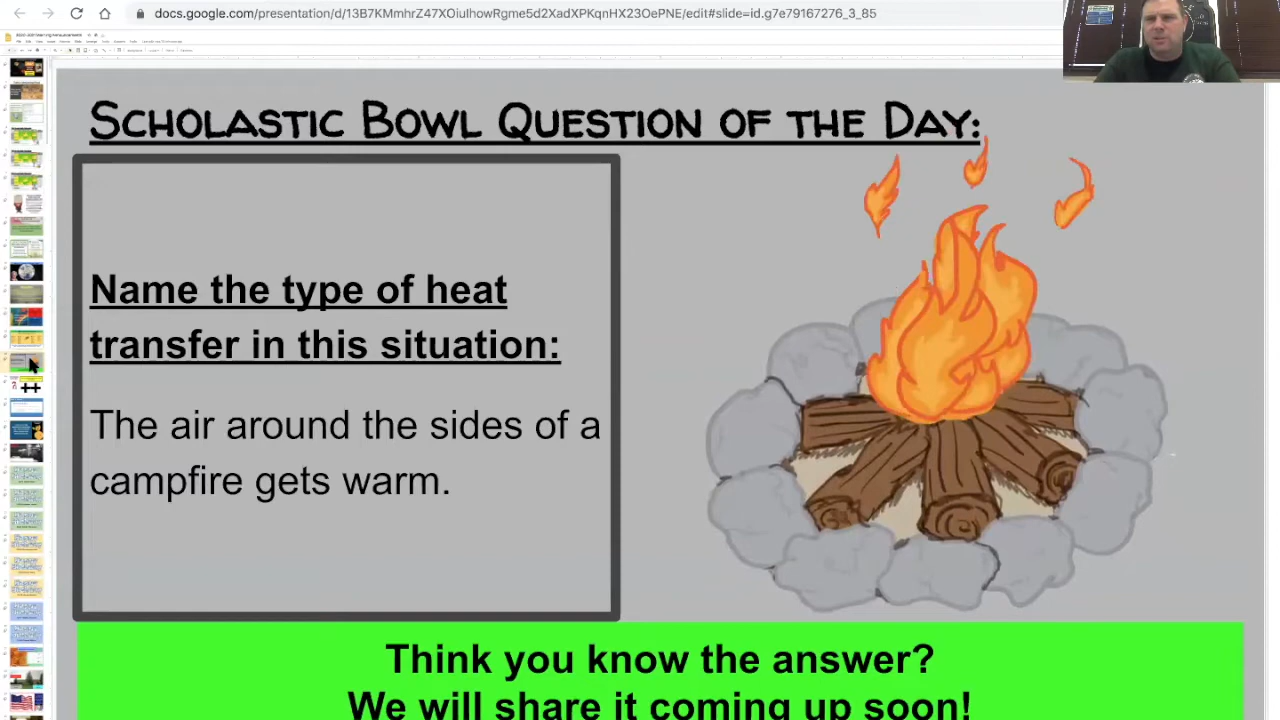 docs.google.com/presentation/d/13B7KMmhrZ47XOiulhowRgme5d2XadXPKqnHX23OePNE/edit#slide=id.g7e79167276_3_85
Scholastic Bowl Question of the Day:
Name the type of heat
transfer in this situation:
The air around the sides of a
campfire gets warm.
Think you know the answer?
We will share it coming up soon!